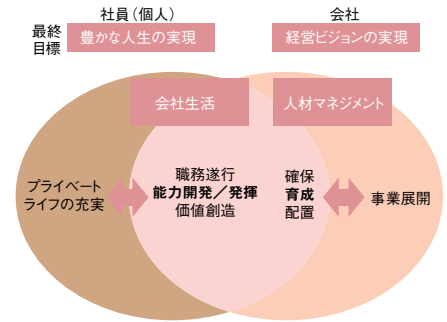 社員（個人）
会社
最終
目標
豊かな人生の実現
経営ビジョンの実現
会社生活
人材マネジメント
プライベート
ライフの充実
職務遂行
能力開発／発揮
価値創造
確保
育成
配置
事業展開